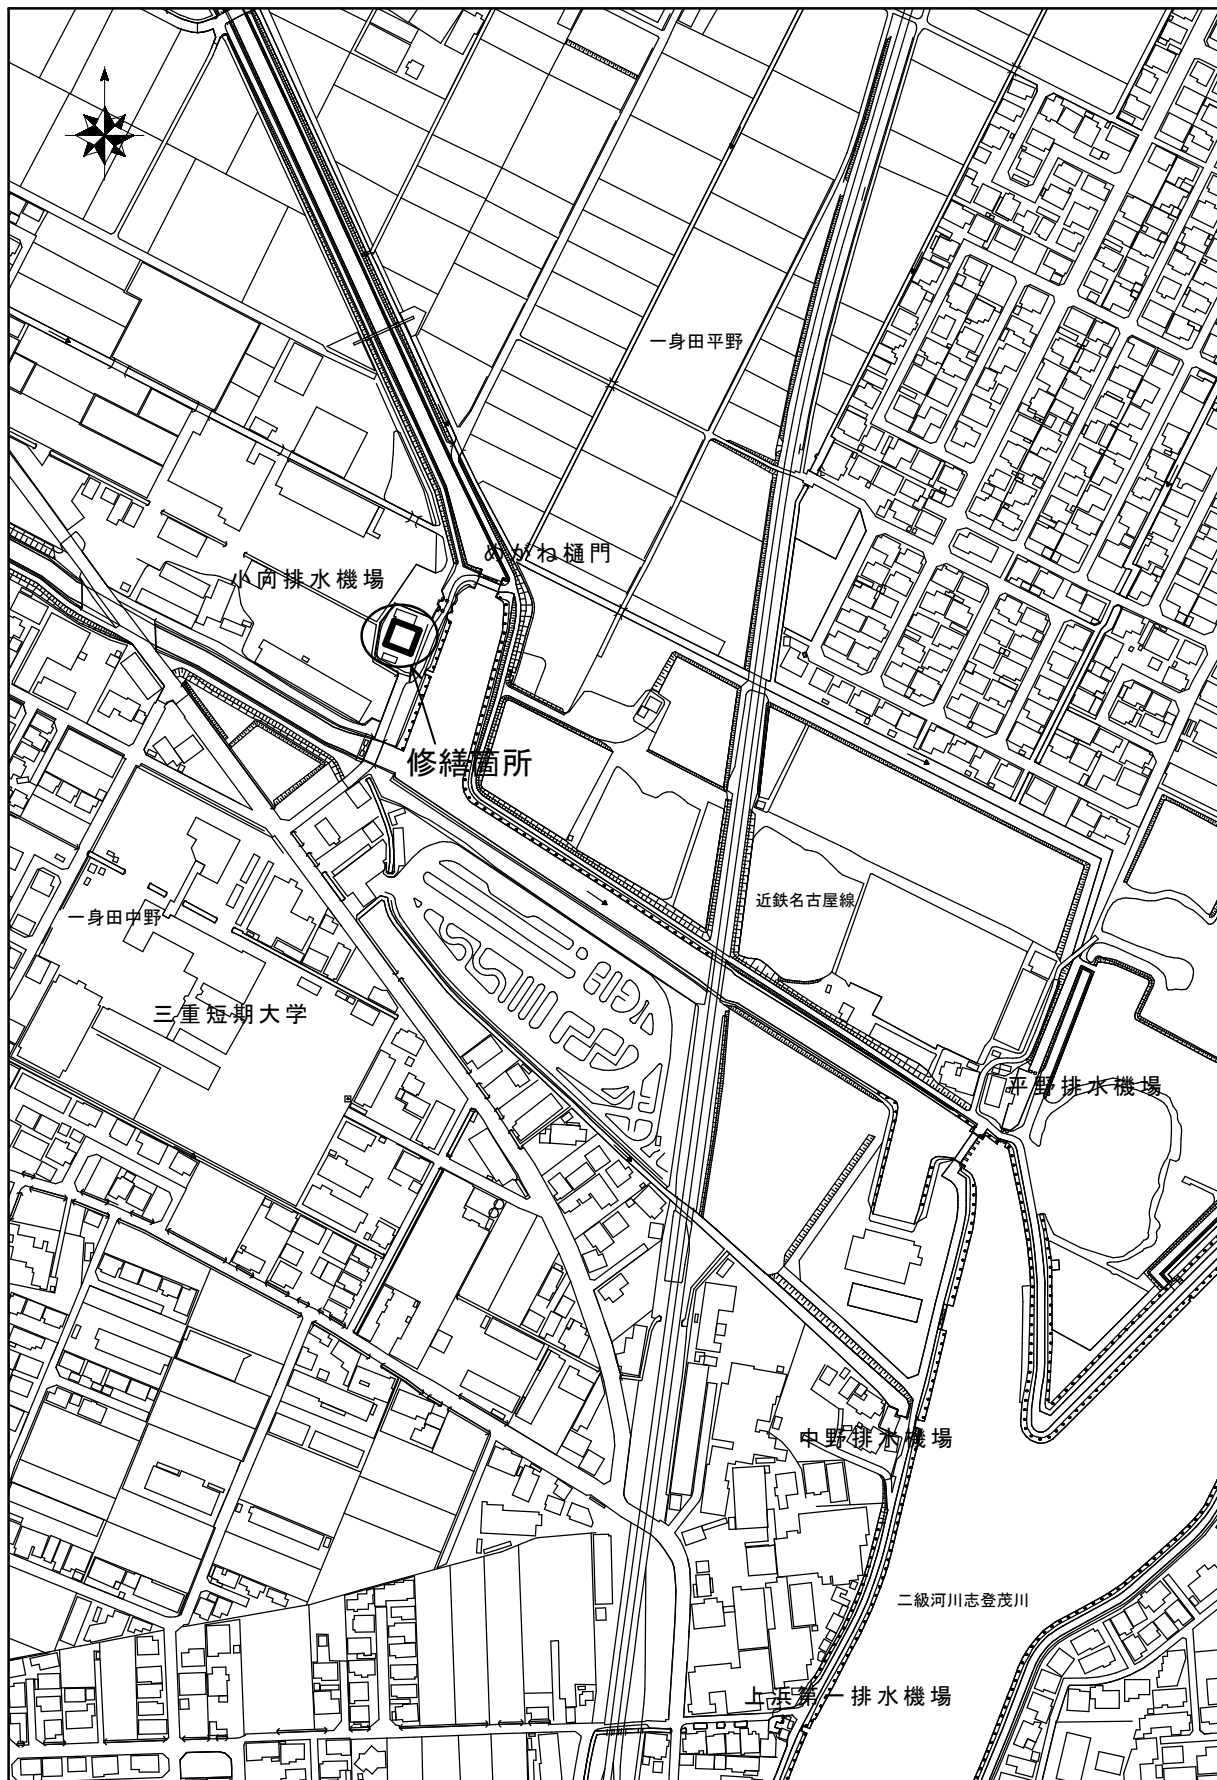 一身田平野
めがね樋門
小向排水機場
修繕箇所
近鉄名古屋線
一身田中野
三重短期大学
平野排水機場
中野排水機場
二級河川志登茂川
上浜第一排水機場